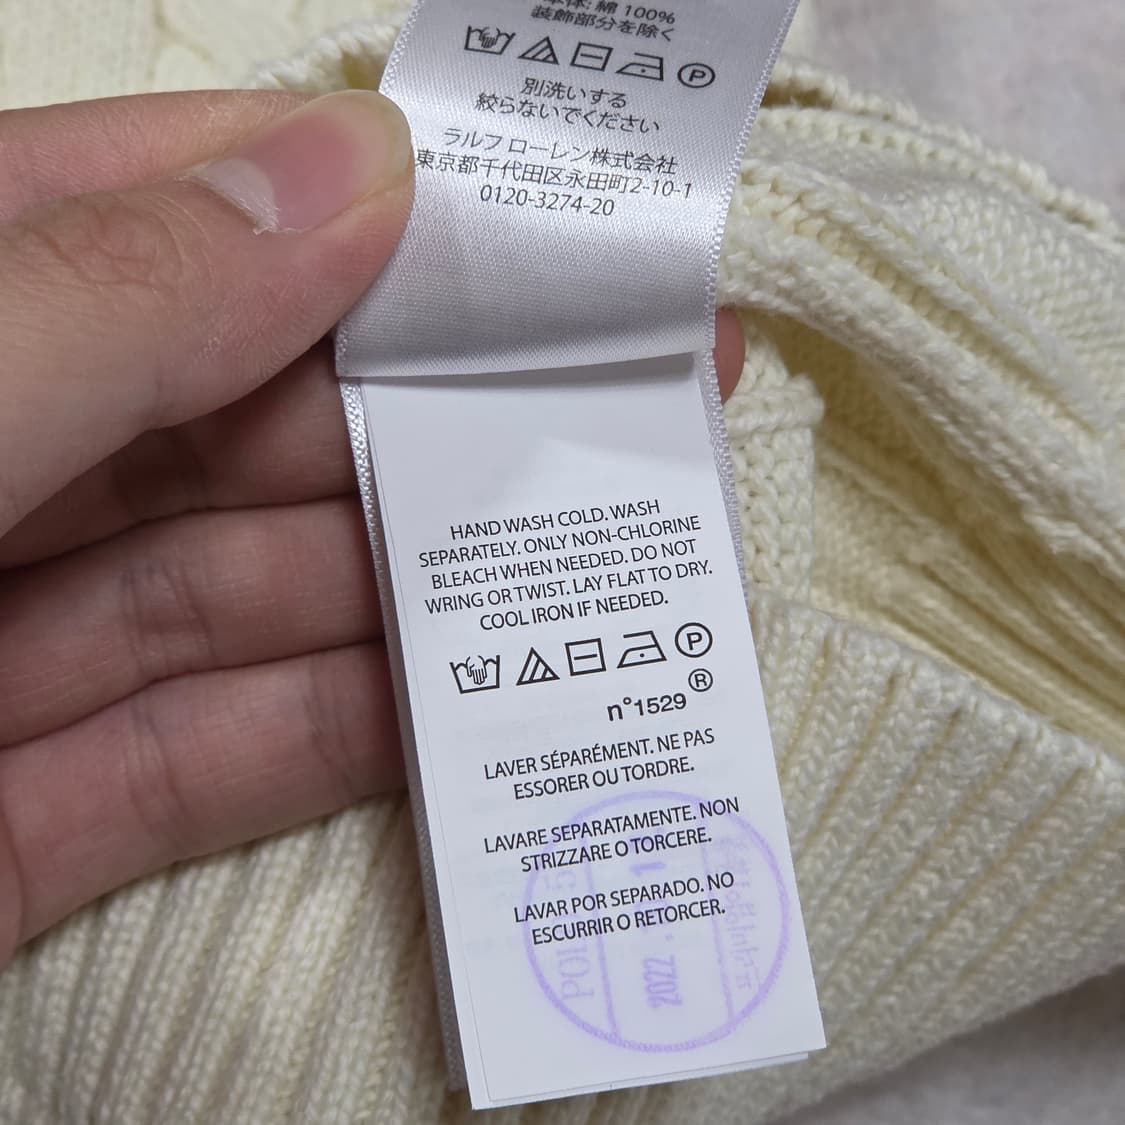 綿 100%
装飾部分を除く
P
別洗いする
絞らないでください
ラルフ ローレン株式会社
東京都千代田区永田町2-10-1
0120-3274-20
HAND WASH COLD. WASH
SEPARATELY. ONLY NON-CHLORINE
BLEACH WHEN NEEDED. DO NOT
WRING OR TWIST. LAY FLAT TO DRY.
COOL IRON IF NEEDED.
P
n°1529®
LAVER SÉPARÉMENT. NE PAS
ESSORER OU TORDRE.
LAVARE SEPARATAMENTE. NON
STRIZZARE O TORCERE.
LAVAR POR SEPARADO. NO
ESCURRIR O RETORCER.
2022